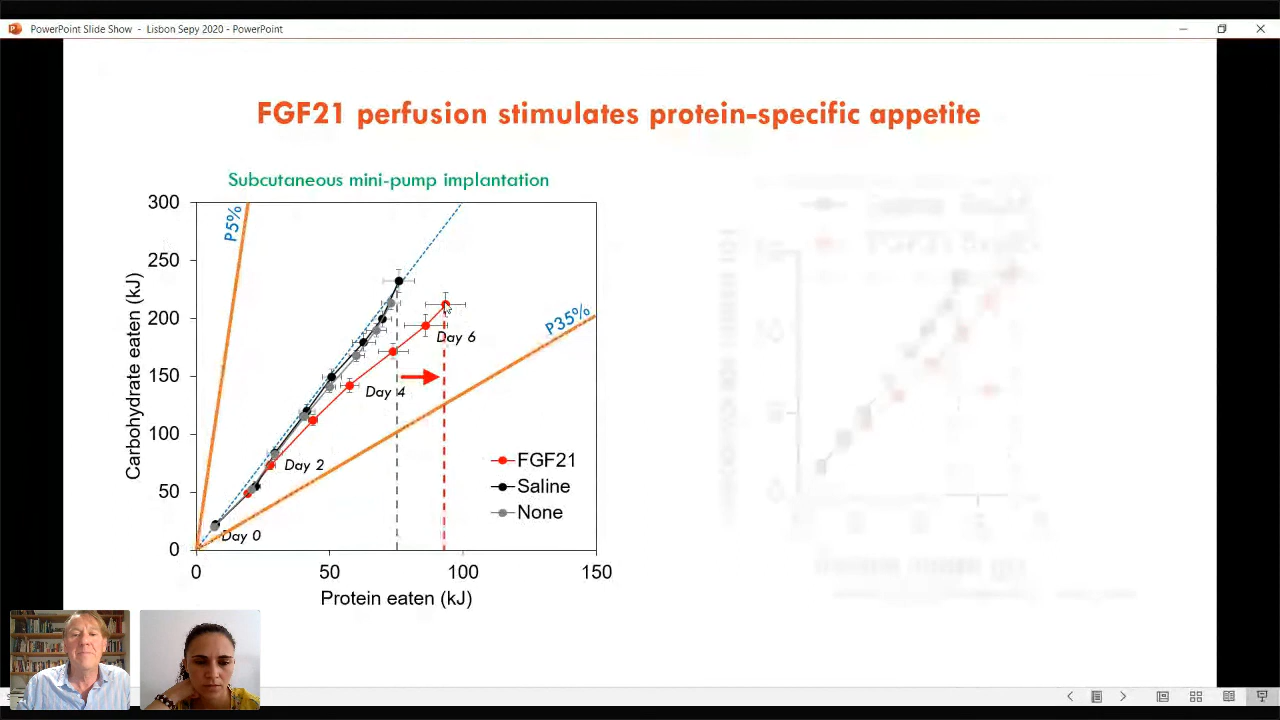 PowerPoint Slide Show - Lisbon Sepy 2020 - PowerPoint
FGF21 perfusion stimulates protein-specific appetite
Subcutaneous mini-pump implantation
300
250
200
150
100
50
0
Carbohydrate eaten (kJ)
P5%
P35%
Day 6
Day 4
Day 2
Day 0
FGF21
Saline
None
0
50
100
150
Protein eaten (kJ)